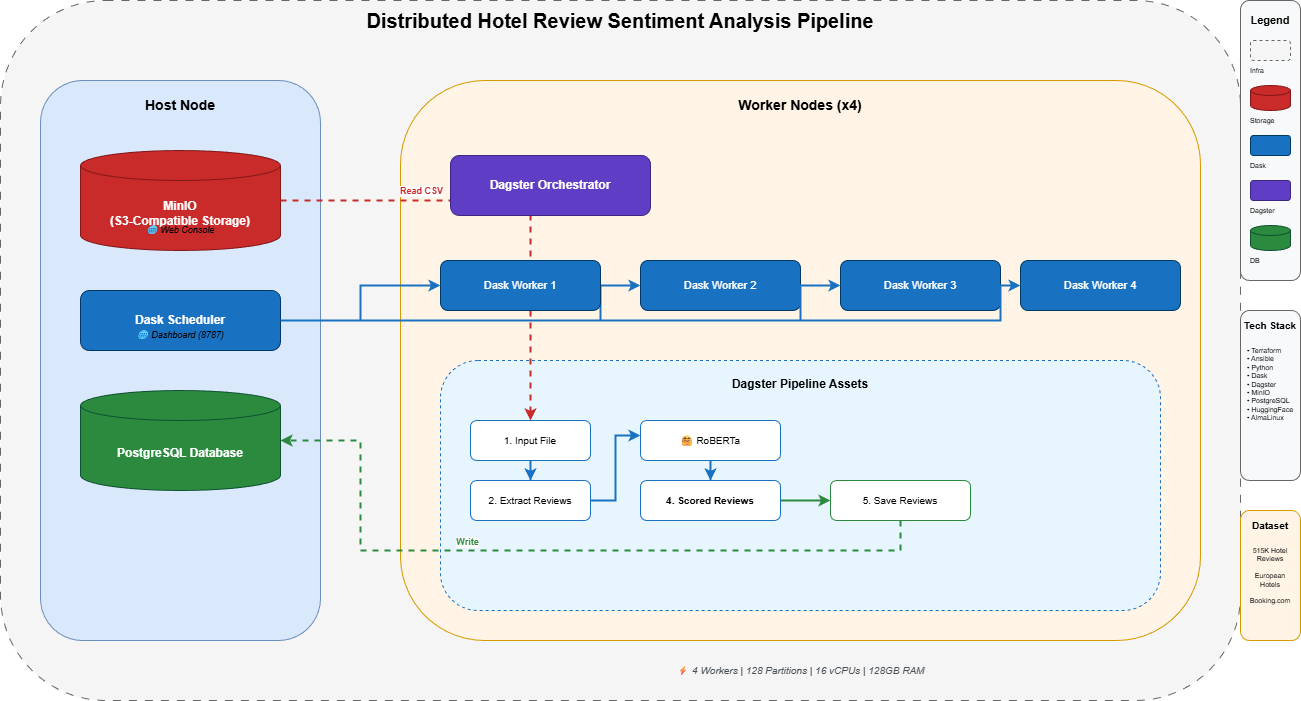 Distributed Hotel Review Sentiment Analysis Pipeline
Host Node
MinIO
(S3-Compatible Storage)
🌐 Web Console
Dask Scheduler
🌐 Dashboard (8787)
PostgreSQL Database
Worker Nodes (x4)
Read CSV
Dagster Orchestrator
Dask Worker 1
Dask Worker 2
Dask Worker 3
Dask Worker 4
Dagster Pipeline Assets
1. Input File
🤗 RoBERTa
2. Extract Reviews
4. Scored Reviews
5. Save Reviews
Write
⚡ 4 Workers | 128 Partitions | 16 vCPUs | 128GB RAM
Legend
Infra
Storage
Dask
Dagster
DB
Tech Stack
• Terraform
• Ansible
• Python
• Dask
• Dagster
• MinIO
• PostgreSQL
• HuggingFace
• AlmaLinux
Dataset
515K Hotel
Reviews
European
Hotels
Booking.com